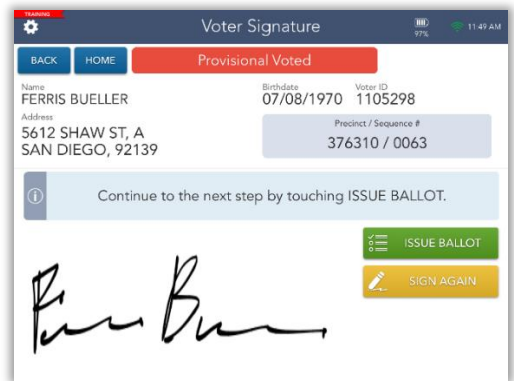 TRAINING
Voter Signature
97%
11:49 AM
BACK
HOME
Provisional Voted
Name
FERRIS BUELLER
Birthdate
07/08/1970
Voter ID
1105298
Address
5612 SHAW ST, A
SAN DIEGO, 92139
Precinct / Sequence #
376310 / 0063
Continue to the next step by touching ISSUE BALLOT.
ISSUE BALLOT
SIGN AGAIN